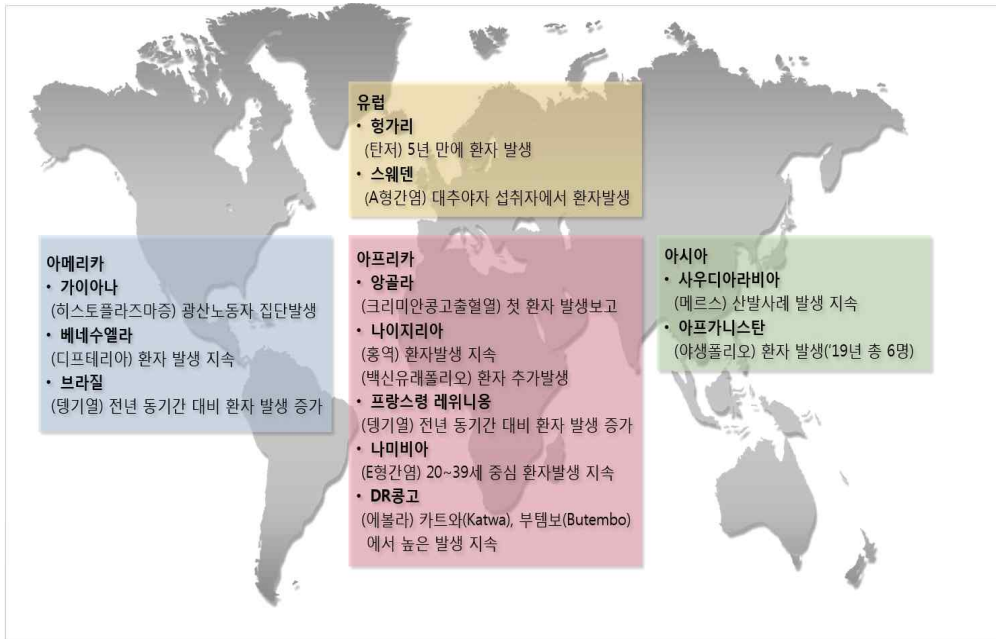 유럽
• 헝가리
(탄저) 5년 만에 환자 발생
• 스웨덴
(A형간염) 대추야자 섭취자에서 환자발생
아메리카
• 가이아나
(히스토플라즈마증) 광산노동자 집단발생
• 베네수엘라
(디프테리아) 환자 발생 지속
• 브라질
(뎅기열) 전년 동기간 대비 환자 발생 증가
아프리카
• 앙골라
(크리미안콩고출혈열) 첫 환자 발생보고
• 나이지리아
(홍역) 환자발생 지속
(백신유래폴리오) 환자 추가발생
• 프랑스령 레위니옹
(뎅기열) 전년 동기간 대비 환자 발생 증가
• 나미비아
(E형간염) 20~39세 중심 환자발생 지속
• DR콩고
(에볼라) 카트와(Katwa), 부템보(Butembo)
에서 높은 발생 지속
아시아
• 사우디아라비아
(메르스) 산발사례 발생 지속
• 아프가니스탄
(야생폴리오) 환자 발생('19년 총 6명)